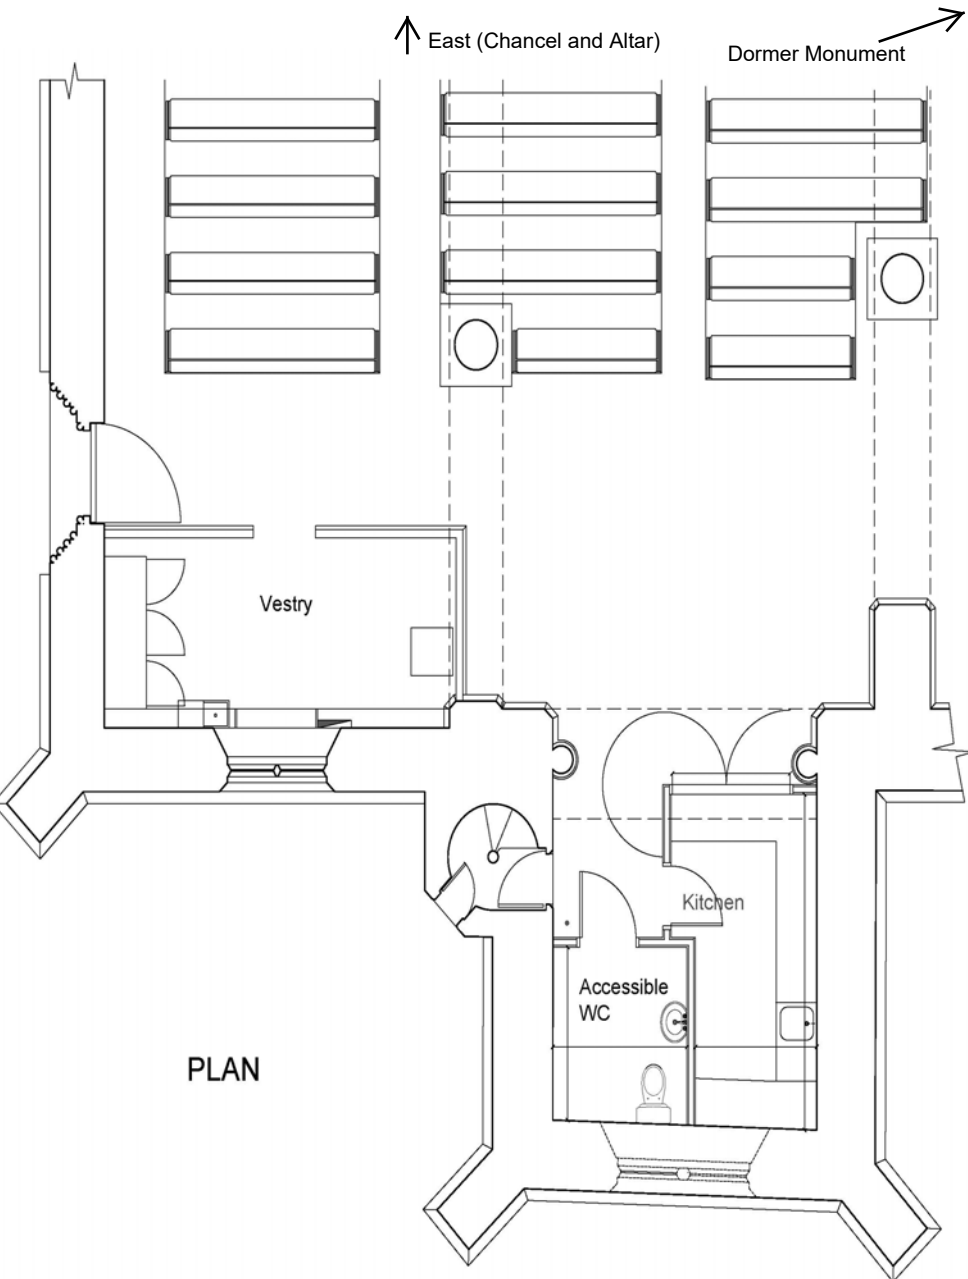 East (Chancel and Altar)
Dormer Monument
Vestry
Kitchen
Accessible
WC
PLAN